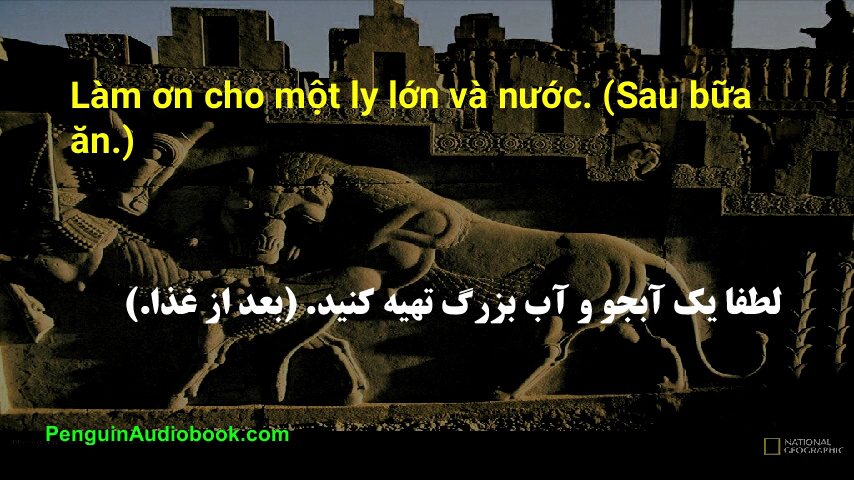 Làm ơn cho một ly lớn và nước. (Sau bữa
ăn.)
لطفا یک آبجو و آب بزرگ تهیه کنید. (بعد از غذا.)
PenguinAudiobook.com
NATIONAL
GEOGRAPHIC